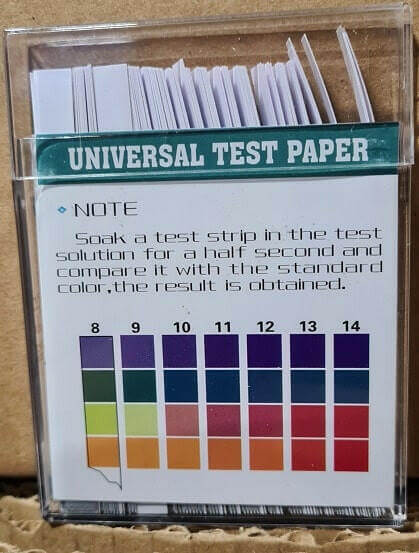 UNIVERSAL TEST PAPER
NOTE
Soak a test strip in the test
solution for a half second and
compare it with the standard
color,the result is obtained.
8 9 10 11 12 13 14